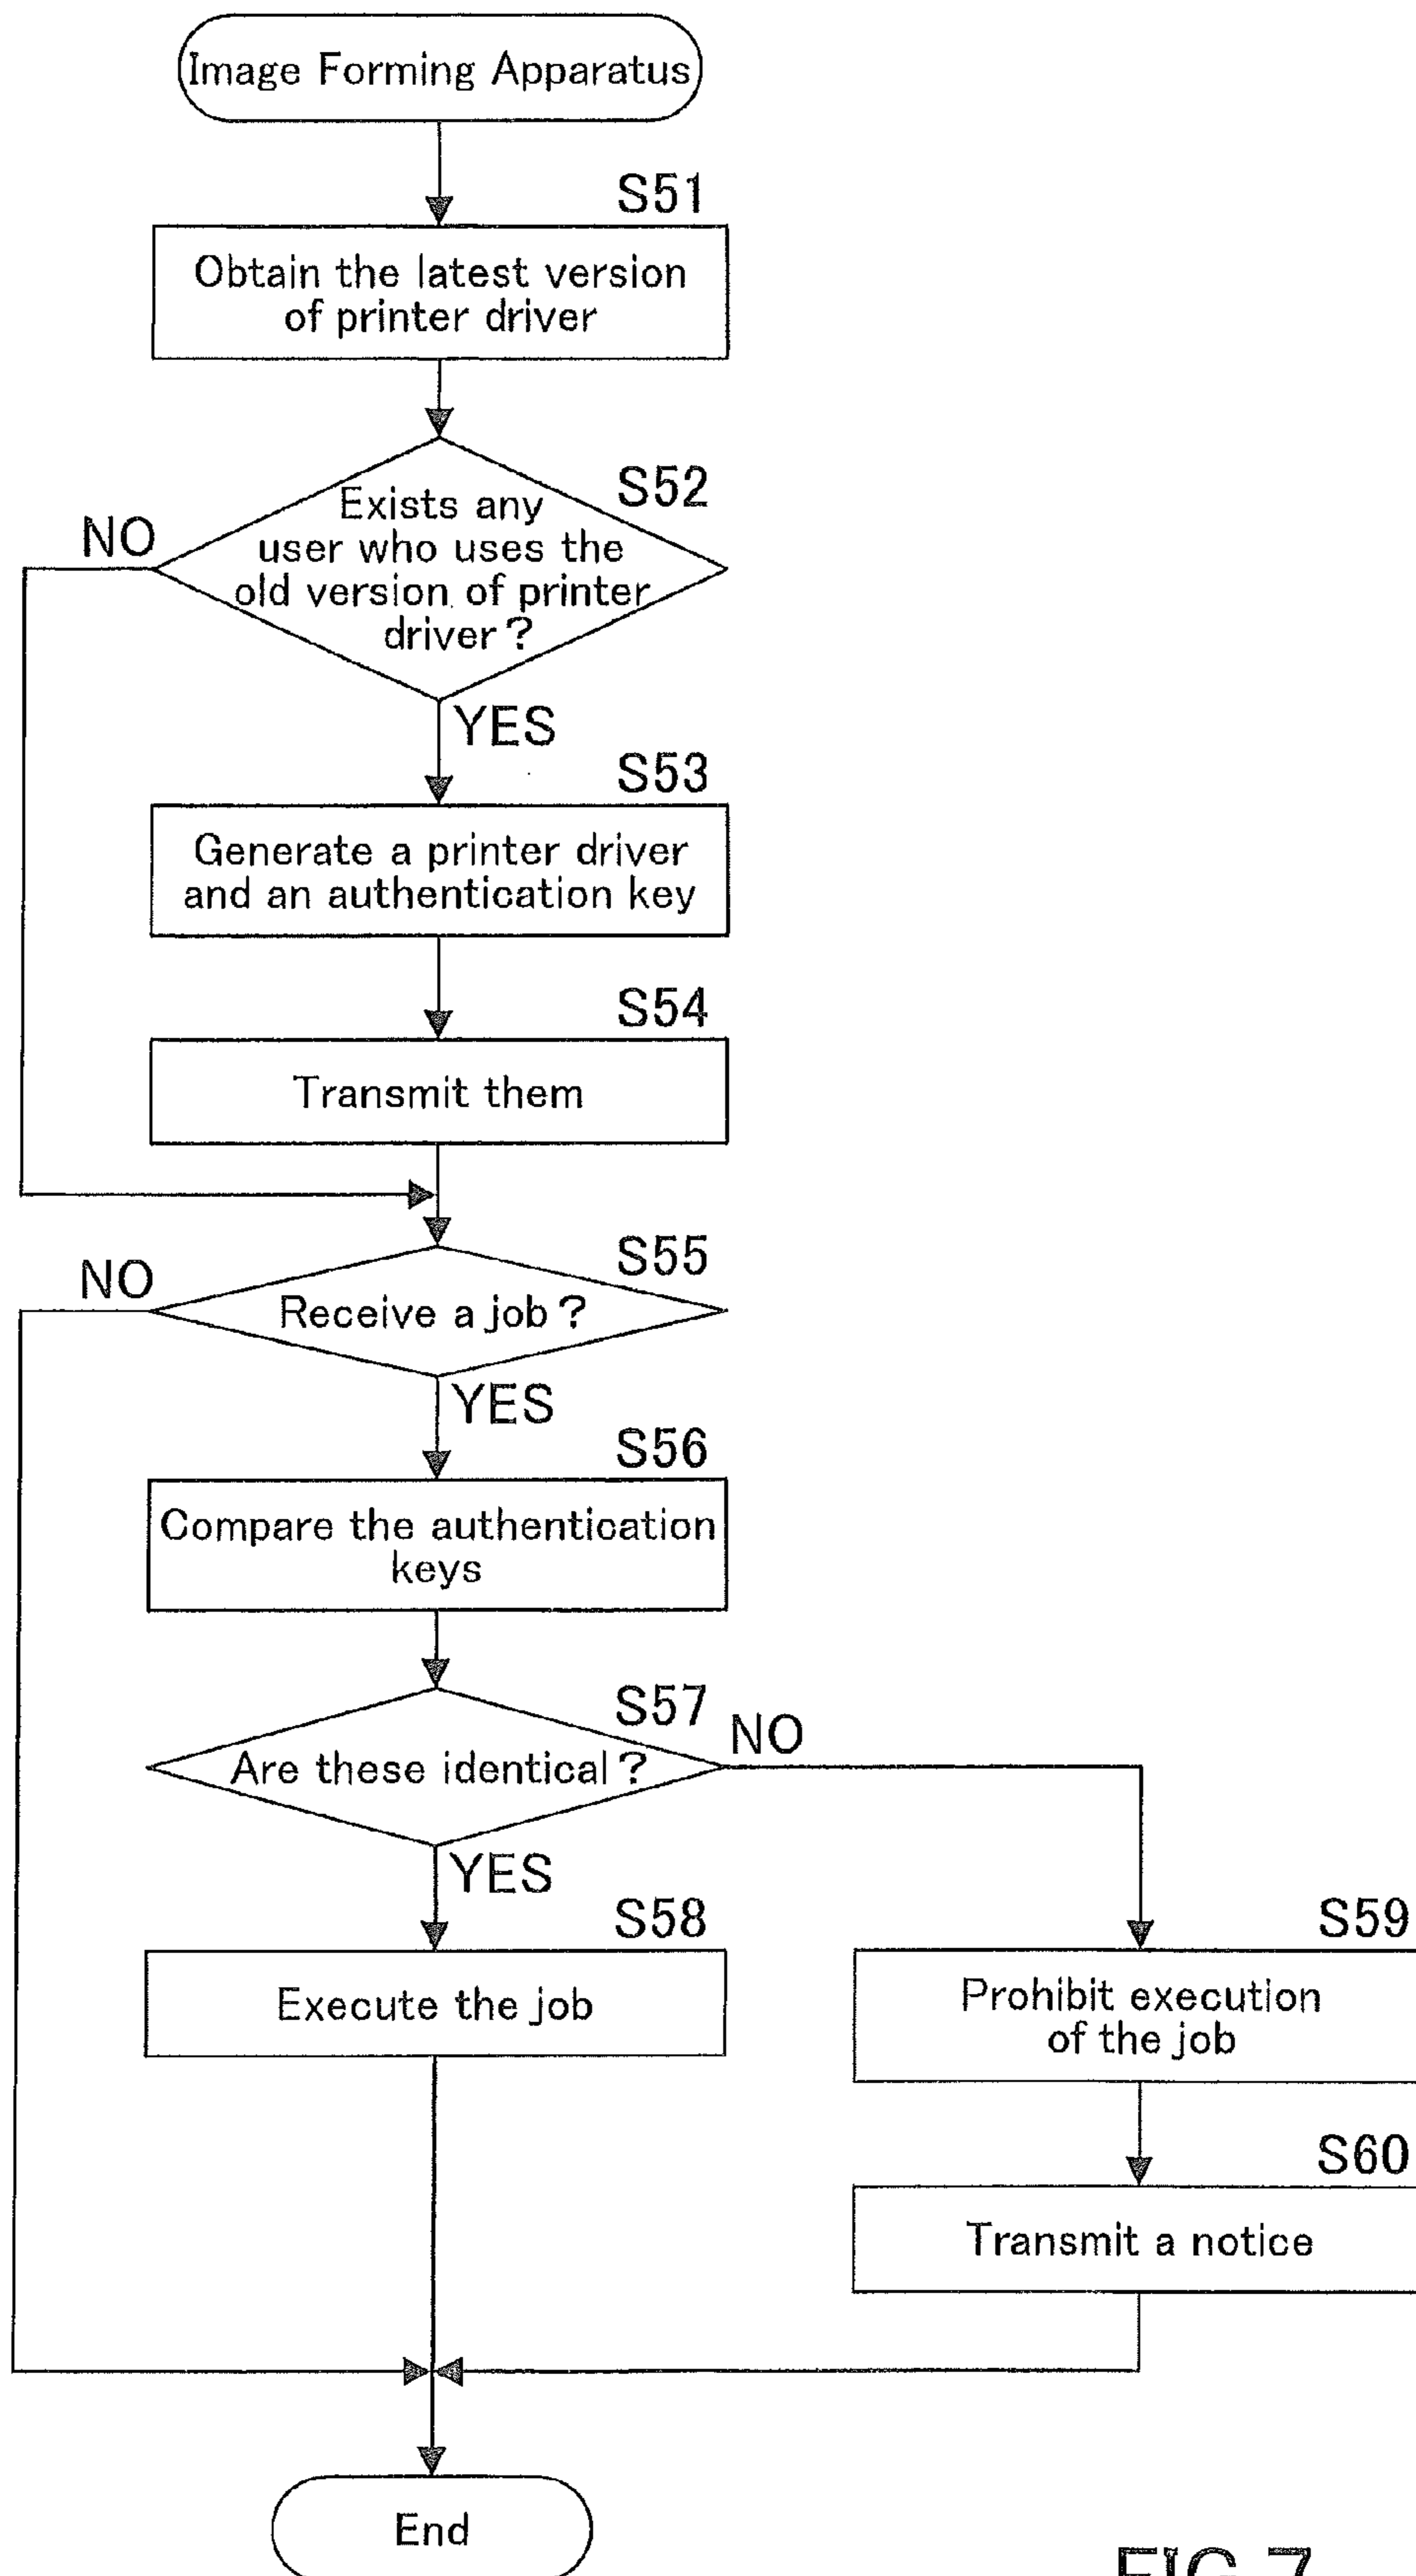 Image Forming Apparatus
S51
Obtain the latest version
of printer driver
S52
Exists any
user who uses the
old version of printer
driver?
NO
YES
S53
Generate a printer driver
and an authentication key
S54
Transmit them
S55
NO
Receive a job?
YES
S56
Compare the authentication
keys
S57
Are these identical?
NO
YES
S58
Execute the job
S59
Prohibit execution
of the job
S60
Transmit a notice
End
FIG.7